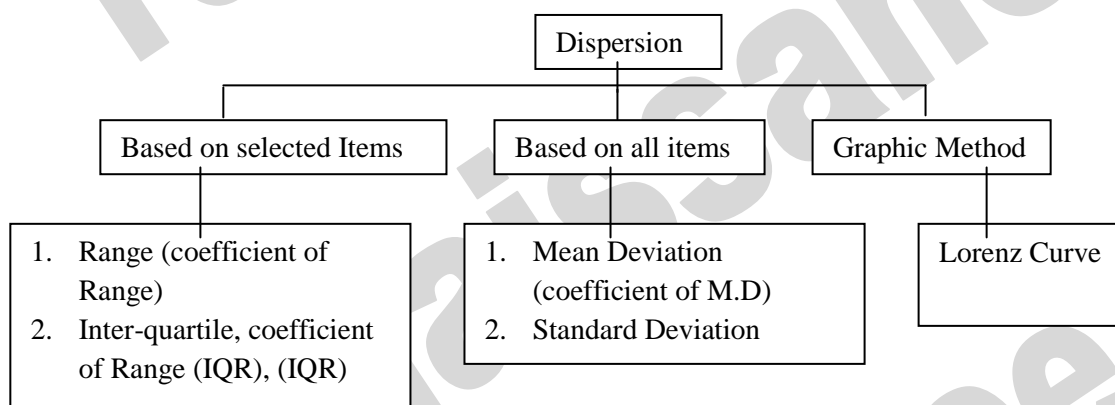 Dispersion
Based on selected Items
Based on all items
Graphic Method
1. Range (coefficient of
Range)
2. Inter-quartile, coefficient
of Range (IQR), (IQR)
1. Mean Deviation
(coefficient of M.D)
2. Standard Deviation
Lorenz Curve